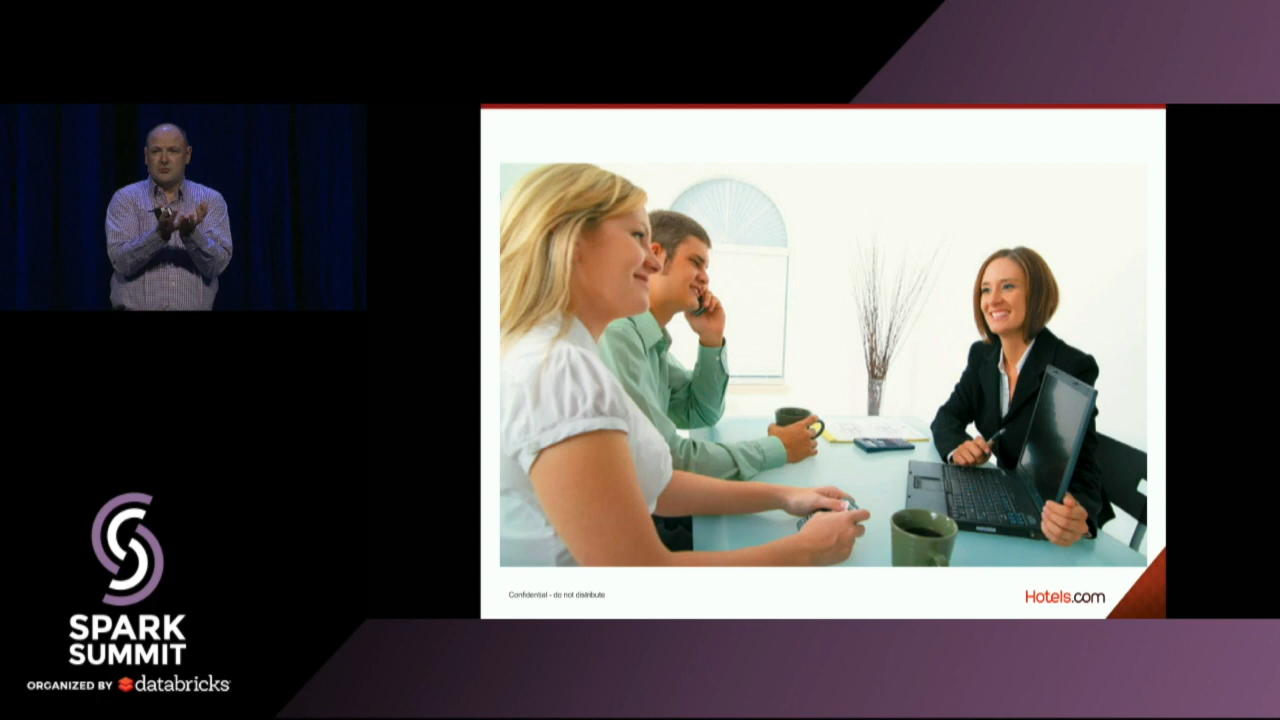 Confidential - do not distribute
Hotels.com
SPARK
SUMMIT
ORGANIZED BY databricks